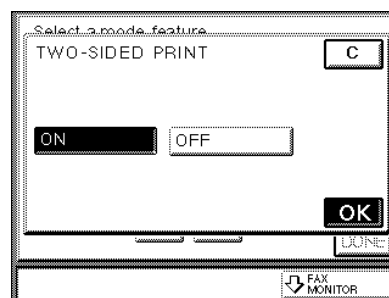 Select a mode feature
TWO-SIDED PRINT
C
ON
OFF
OK
DONE
FAX
MONITOR